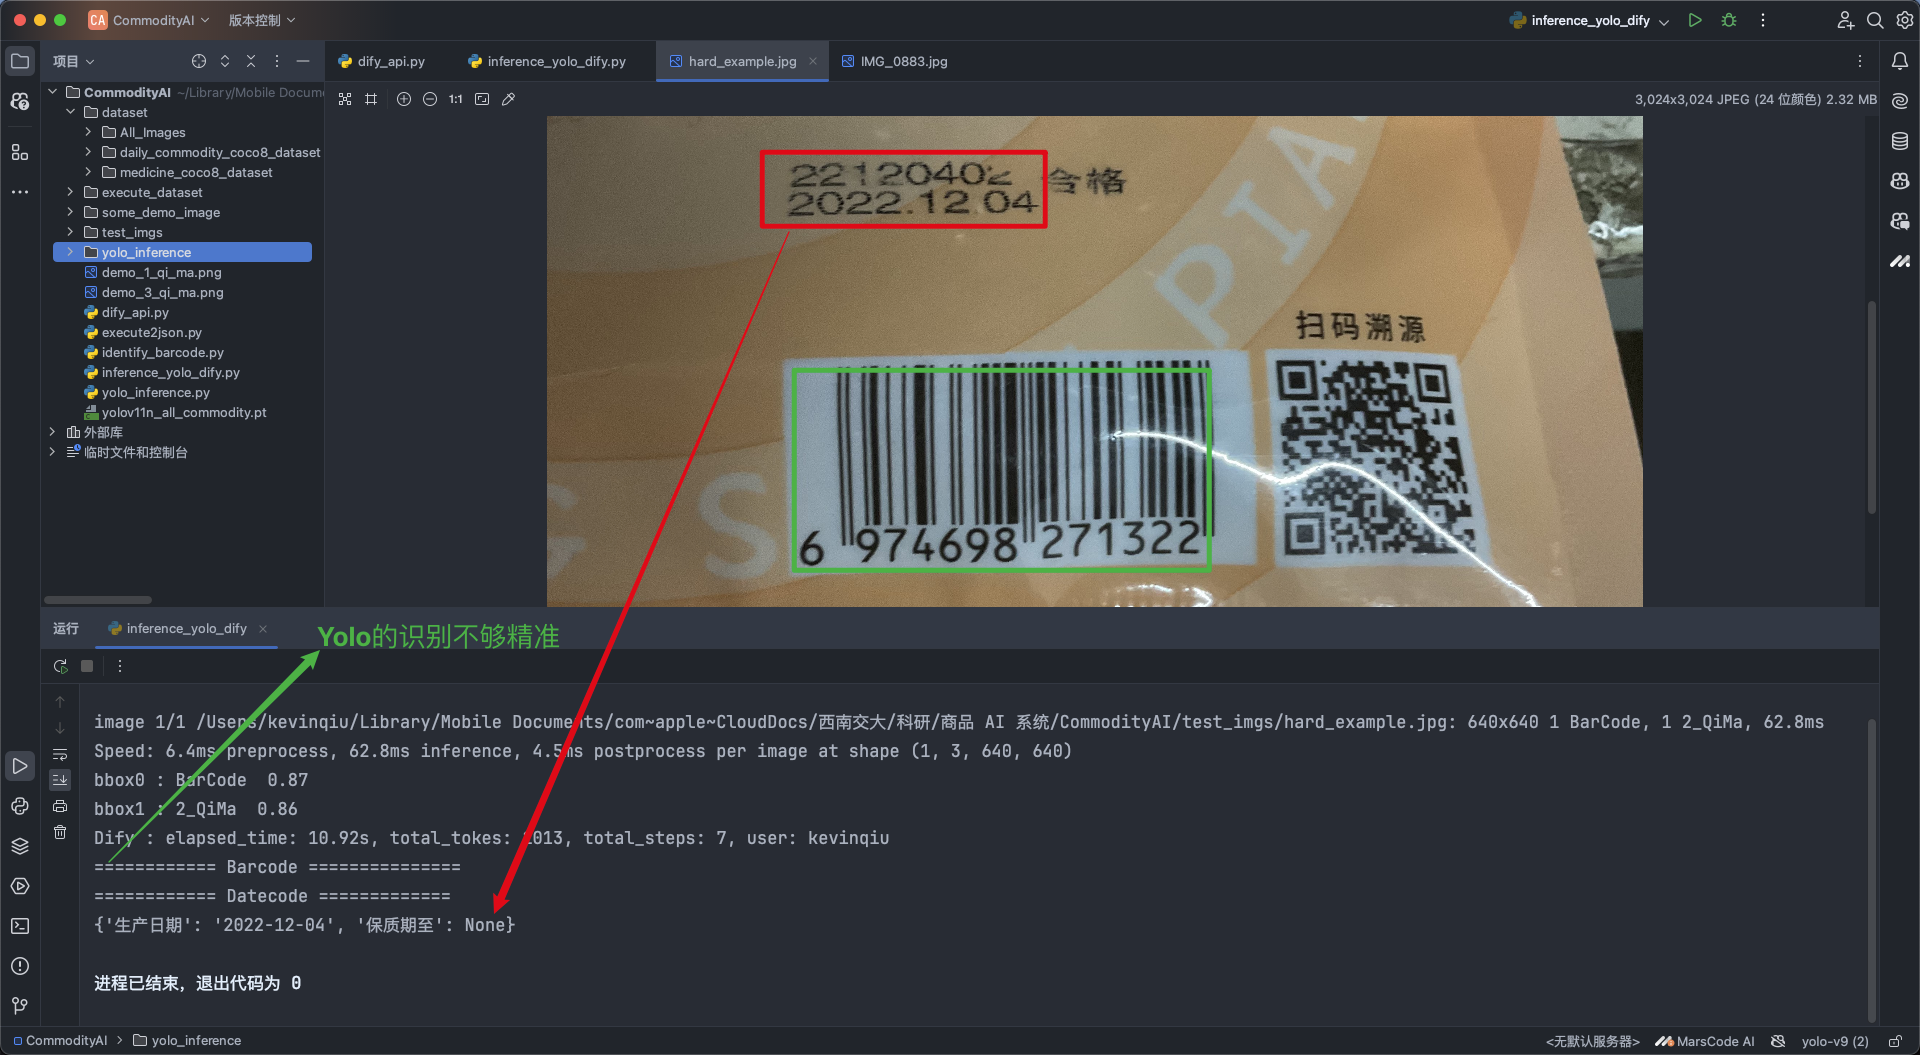 CA CommodityAI 版本控制 inference_yolo_dify
项目 dify_api.py inference_yolo_dify.py hard_example.jpg IMG_0883.jpg
CommodityAI ~/Library/Mobile Docum
dataset
All_Images
daily_commodity_coco8_dataset
medicine_coco8_dataset
execute_dataset
some_demo_image
test_imgs
yolo_inference
demo_1_qi_ma.png
demo_3_qi_ma.png
dify_api.py
execute2json.py
identify_barcode.py
inference_yolo_dify.py
yolo_inference.py
yolov11n_all_commodity.pt
外部库
临时文件和控制台
1:1 3,024x3,024 JPEG (24 位颜色) 2.32 MB
22120402
2022.12.04 合格
PIA
扫码溯源
G S
6 974698 271322
运行 inference_yolo_dify
Yolo的识别不够精准
image 1/1 /Users/kevinqiu/Library/Mobile Documents/com~apple~CloudDocs/西南交大/科研/商品 AI 系统/CommodityAI/test_imgs/hard_example.jpg: 640x640 1 BarCode, 1 2_QiMa, 62.8ms
Speed: 6.4ms preprocess, 62.8ms inference, 4.5ms postprocess per image at shape (1, 3, 640, 640)
bbox0 : BarCode 0.87
bbox1 : 2_QiMa 0.86
Dify : elapsed_time: 10.92s, total_tokes: 2013, total_steps: 7, user: kevinqiu
============ Barcode ===============
============ Datecode =============
{'生产日期': '2022-12-04', '保质期至': None}
进程已结束，退出代码为 0
CommodityAI yolo_inference <无默认服务器> MarsCode AI yolo-v9 (2)